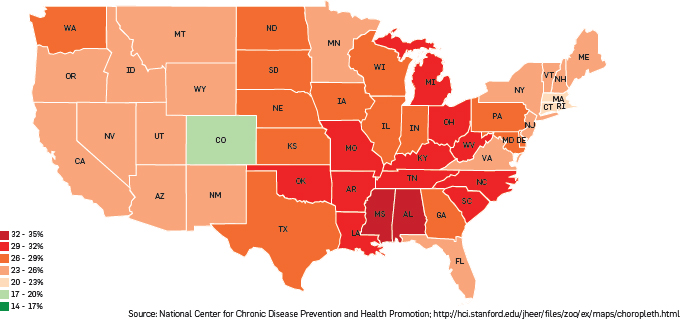 WA
MT
ND
MN
ME
OR
ID
SD
WI
MI
VT
NH
WY
NY
MA
CT RI
NE
IA
PA
NJ
NV
UT
CO
IL
IN
OH
MD DE
CA
KS
MO
WV
VA
KY
AZ
NM
OK
AR
TN
NC
SC
MS
AL
GA
TX
LA
FL
32 - 35%
29 - 32%
26 - 29%
23 - 26%
20 - 23%
17 - 20%
14 - 17%
Source: National Center for Chronic Disease Prevention and Health Promotion; http://hci.stanford.edu/jheer/files/zoo/ex/maps/choropleth.html